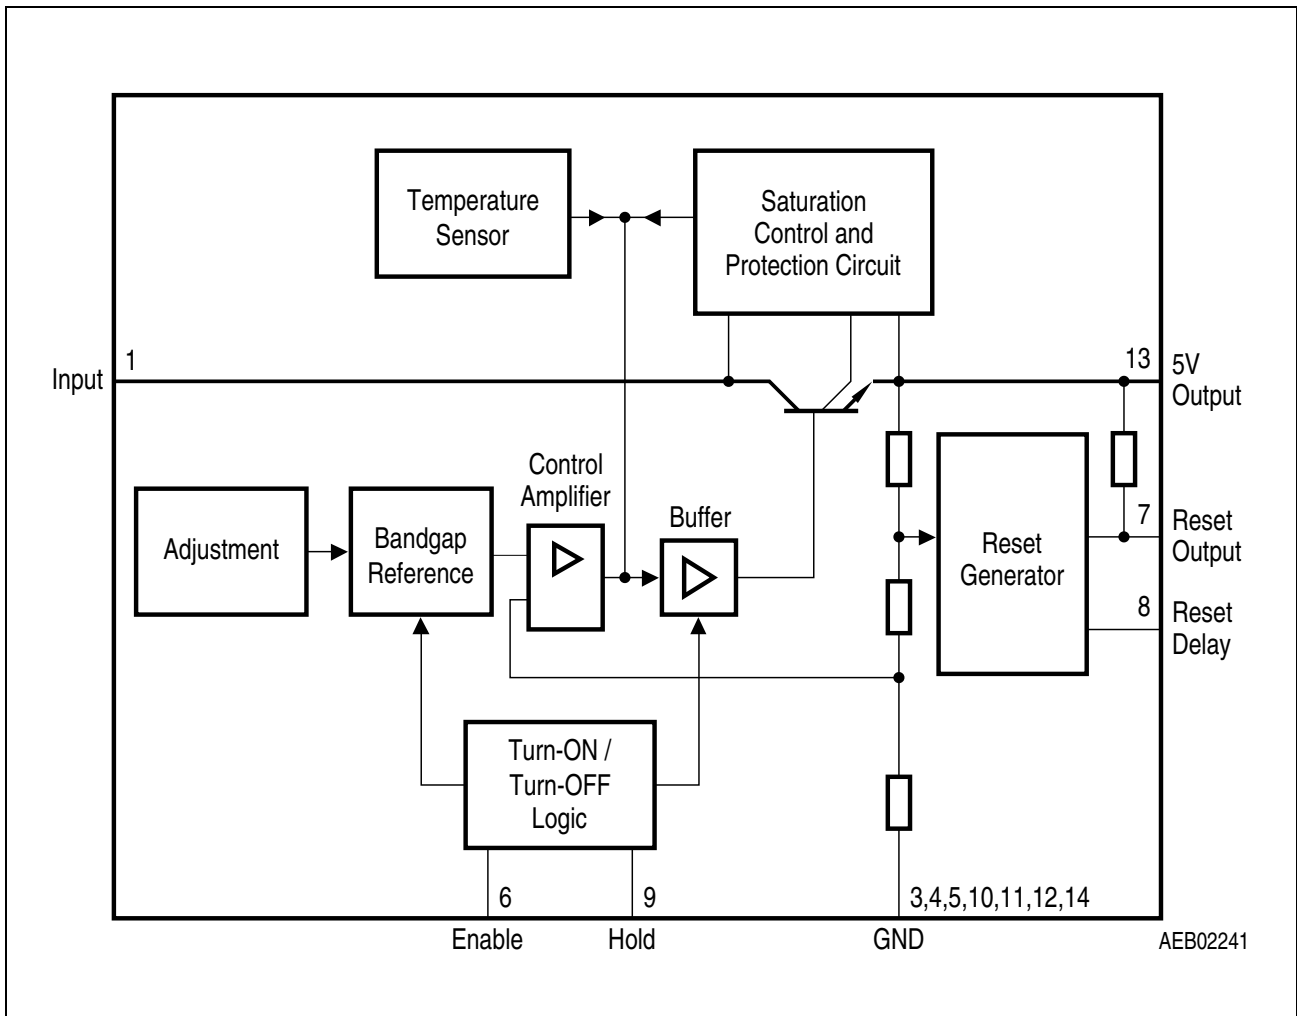 Temperature
Sensor
Saturation
Control and
Protection Circuit
1
Input
13
5V
Output
Control
Amplifier
Buffer
Adjustment
Bandgap
Reference
Reset
Generator
7
Reset
Output
8
Reset
Delay
Turn-ON /
Turn-OFF
Logic
6
9
3,4,5,10,11,12,14
Enable
Hold
GND
AEB02241